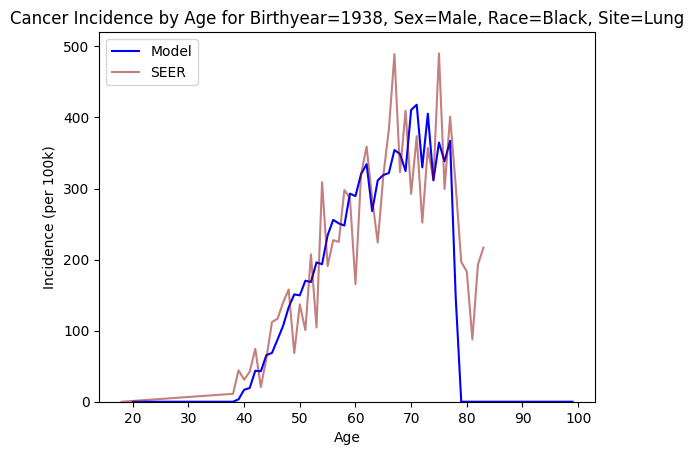 Cancer Incidence by Age for Birthyear=1938, Sex=Male, Race=Black, Site=Lung
Model
SEER
500
400
300
200
100
0
Incidence (per 100k)
20 30 40 50 60 70 80 90 100
Age